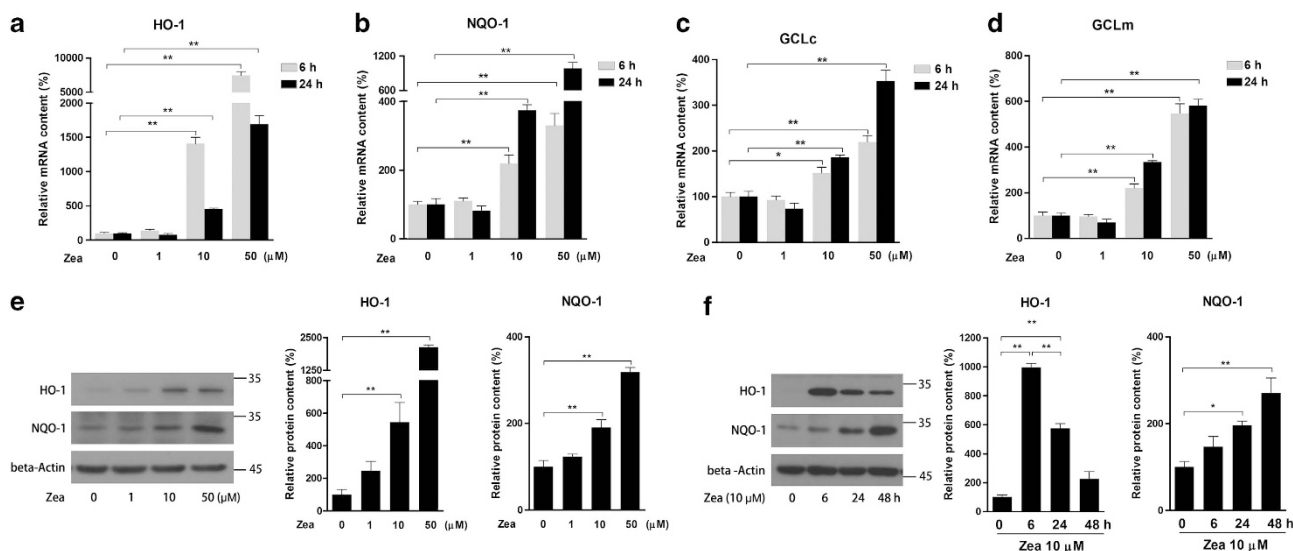 a
HO-1
Relative mRNA content (%)
10000
7500
5000
2000
1500
1000
500
0
**
**
**
**
6 h
24 h
Zea 0 1 10 50 (μM)
b
NQO-1
Relative mRNA content (%)
1200
900
600
400
200
0
**
**
**
**
6 h
24 h
Zea 0 1 10 50 (μM)
c
GCLc
Relative mRNA content (%)
400
300
200
100
0
**
**
**
*
6 h
24 h
Zea 0 1 10 50 (μM)
d
GCLm
Relative mRNA content (%)
800
600
400
200
0
**
**
**
**
6 h
24 h
Zea 0 1 10 50 (μM)
e
HO-1
35
NQO-1
35
beta-Actin
45
Zea 0 1 10 50 (μM)
HO-1
Relative protein content (%)
2500
1000
800
600
400
200
0
**
**
Zea 0 1 10 50 (μM)
NQO-1
Relative protein content (%)
400
200
0
**
**
Zea 0 1 10 50 (μM)
f
HO-1
35
NQO-1
35
beta -Actin
45
Zea (10 μM) 0 6 24 48 h
HO-1
Relative protein content (%)
1200
1000
800
600
400
200
0
**
**
**
0 6 24 48 h
Zea 10 μM
NQO-1
Relative protein content (%)
400
300
200
100
0
**
*
0 6 24 48 h
Zea 10 μM